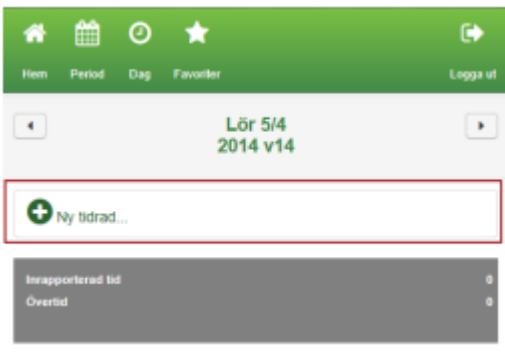 Hem Period Dag Favoriter Logga ut
Lör 5/4
2014 v14
Ny tidrad...
Inrapporterad tid 0
Övertid 0